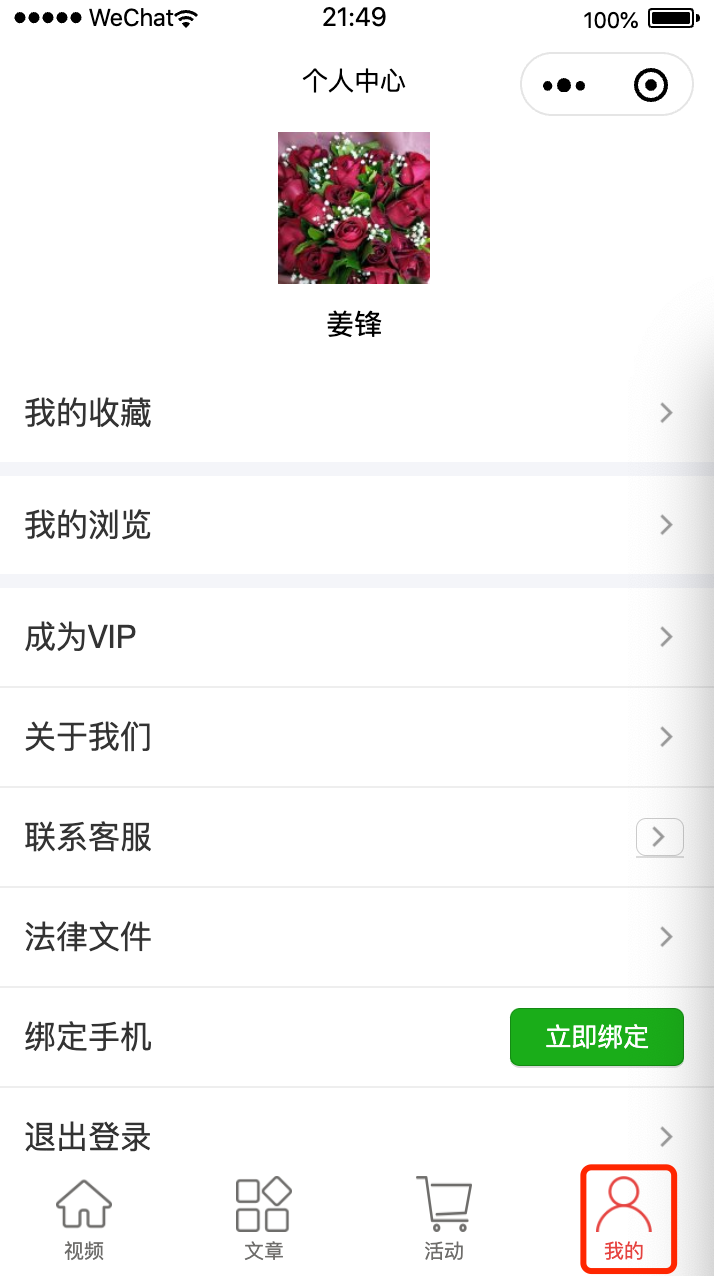 WeChat 21:49 100%
个人中心
姜锋
我的收藏
我的浏览
成为VIP
关于我们
联系客服
法律文件
绑定手机 立即绑定
退出登录
视频 文章 活动 我的